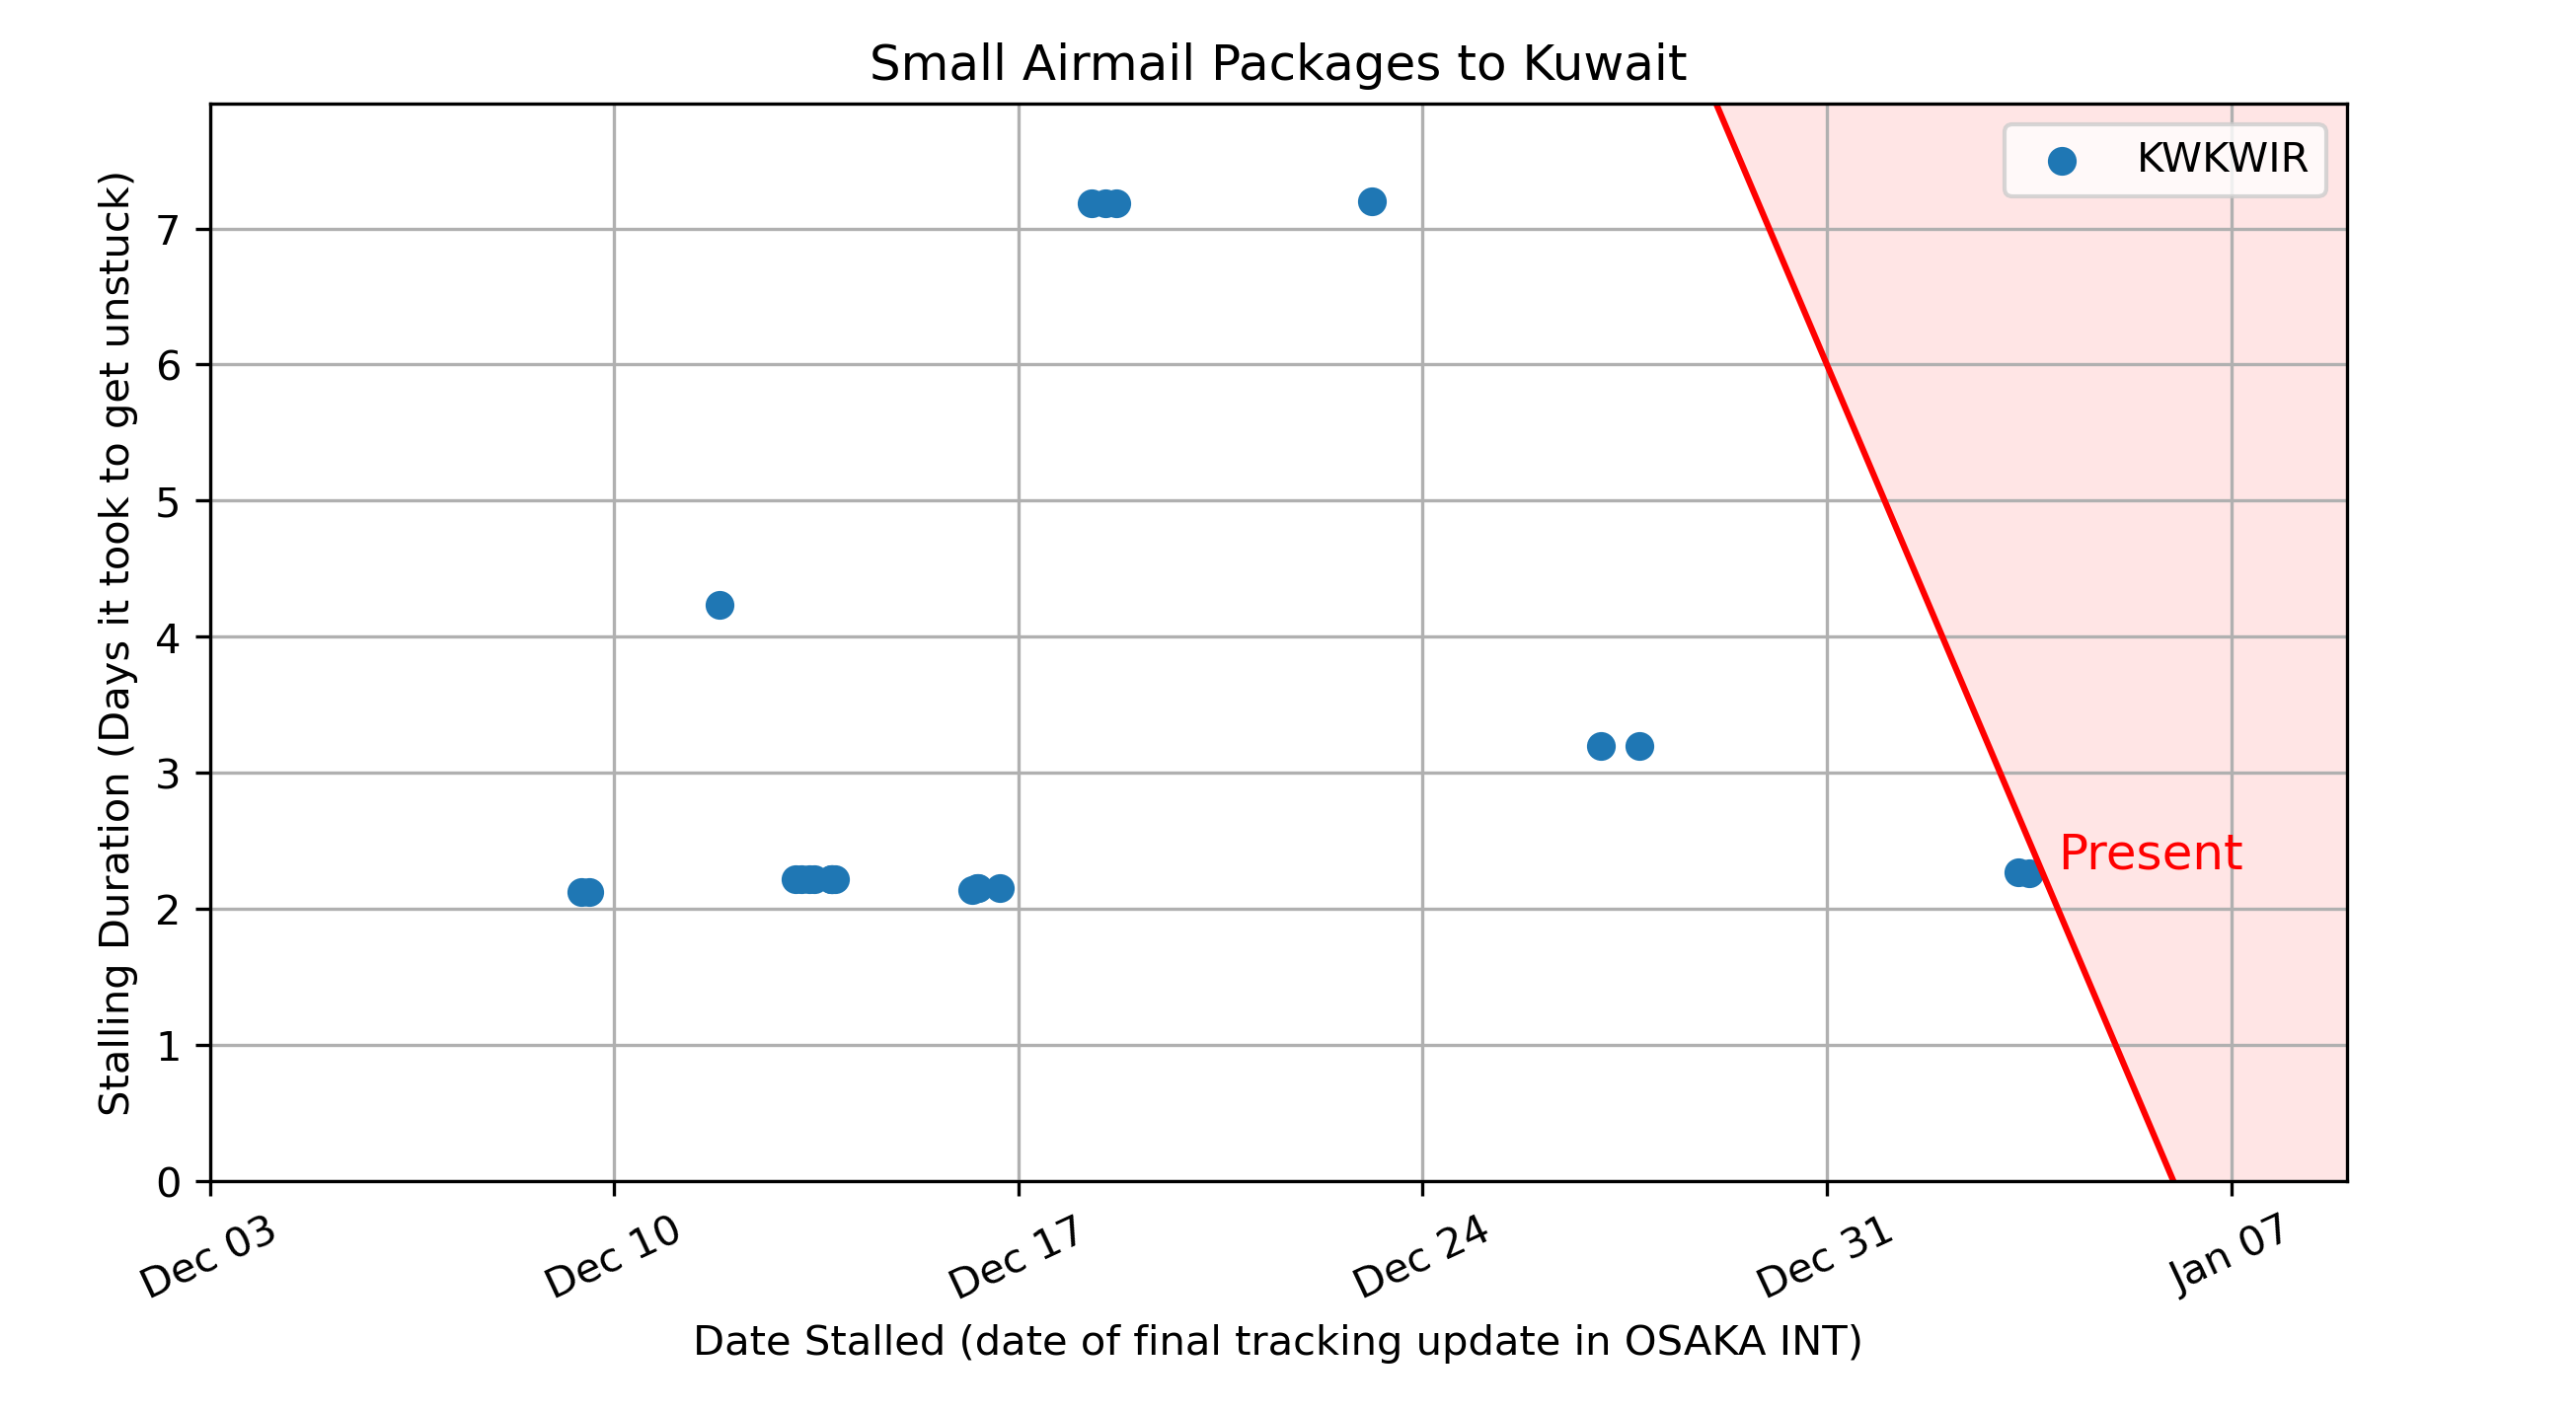 Small Airmail Packages to Kuwait
KWKWIR
Stalling Duration (Days it took to get unstuck)
7
6
5
4
3
2
1
0
Present
Dec 03
Dec 10
Dec 17
Dec 24
Dec 31
Jan 07
Date Stalled (date of final tracking update in OSAKA INT)